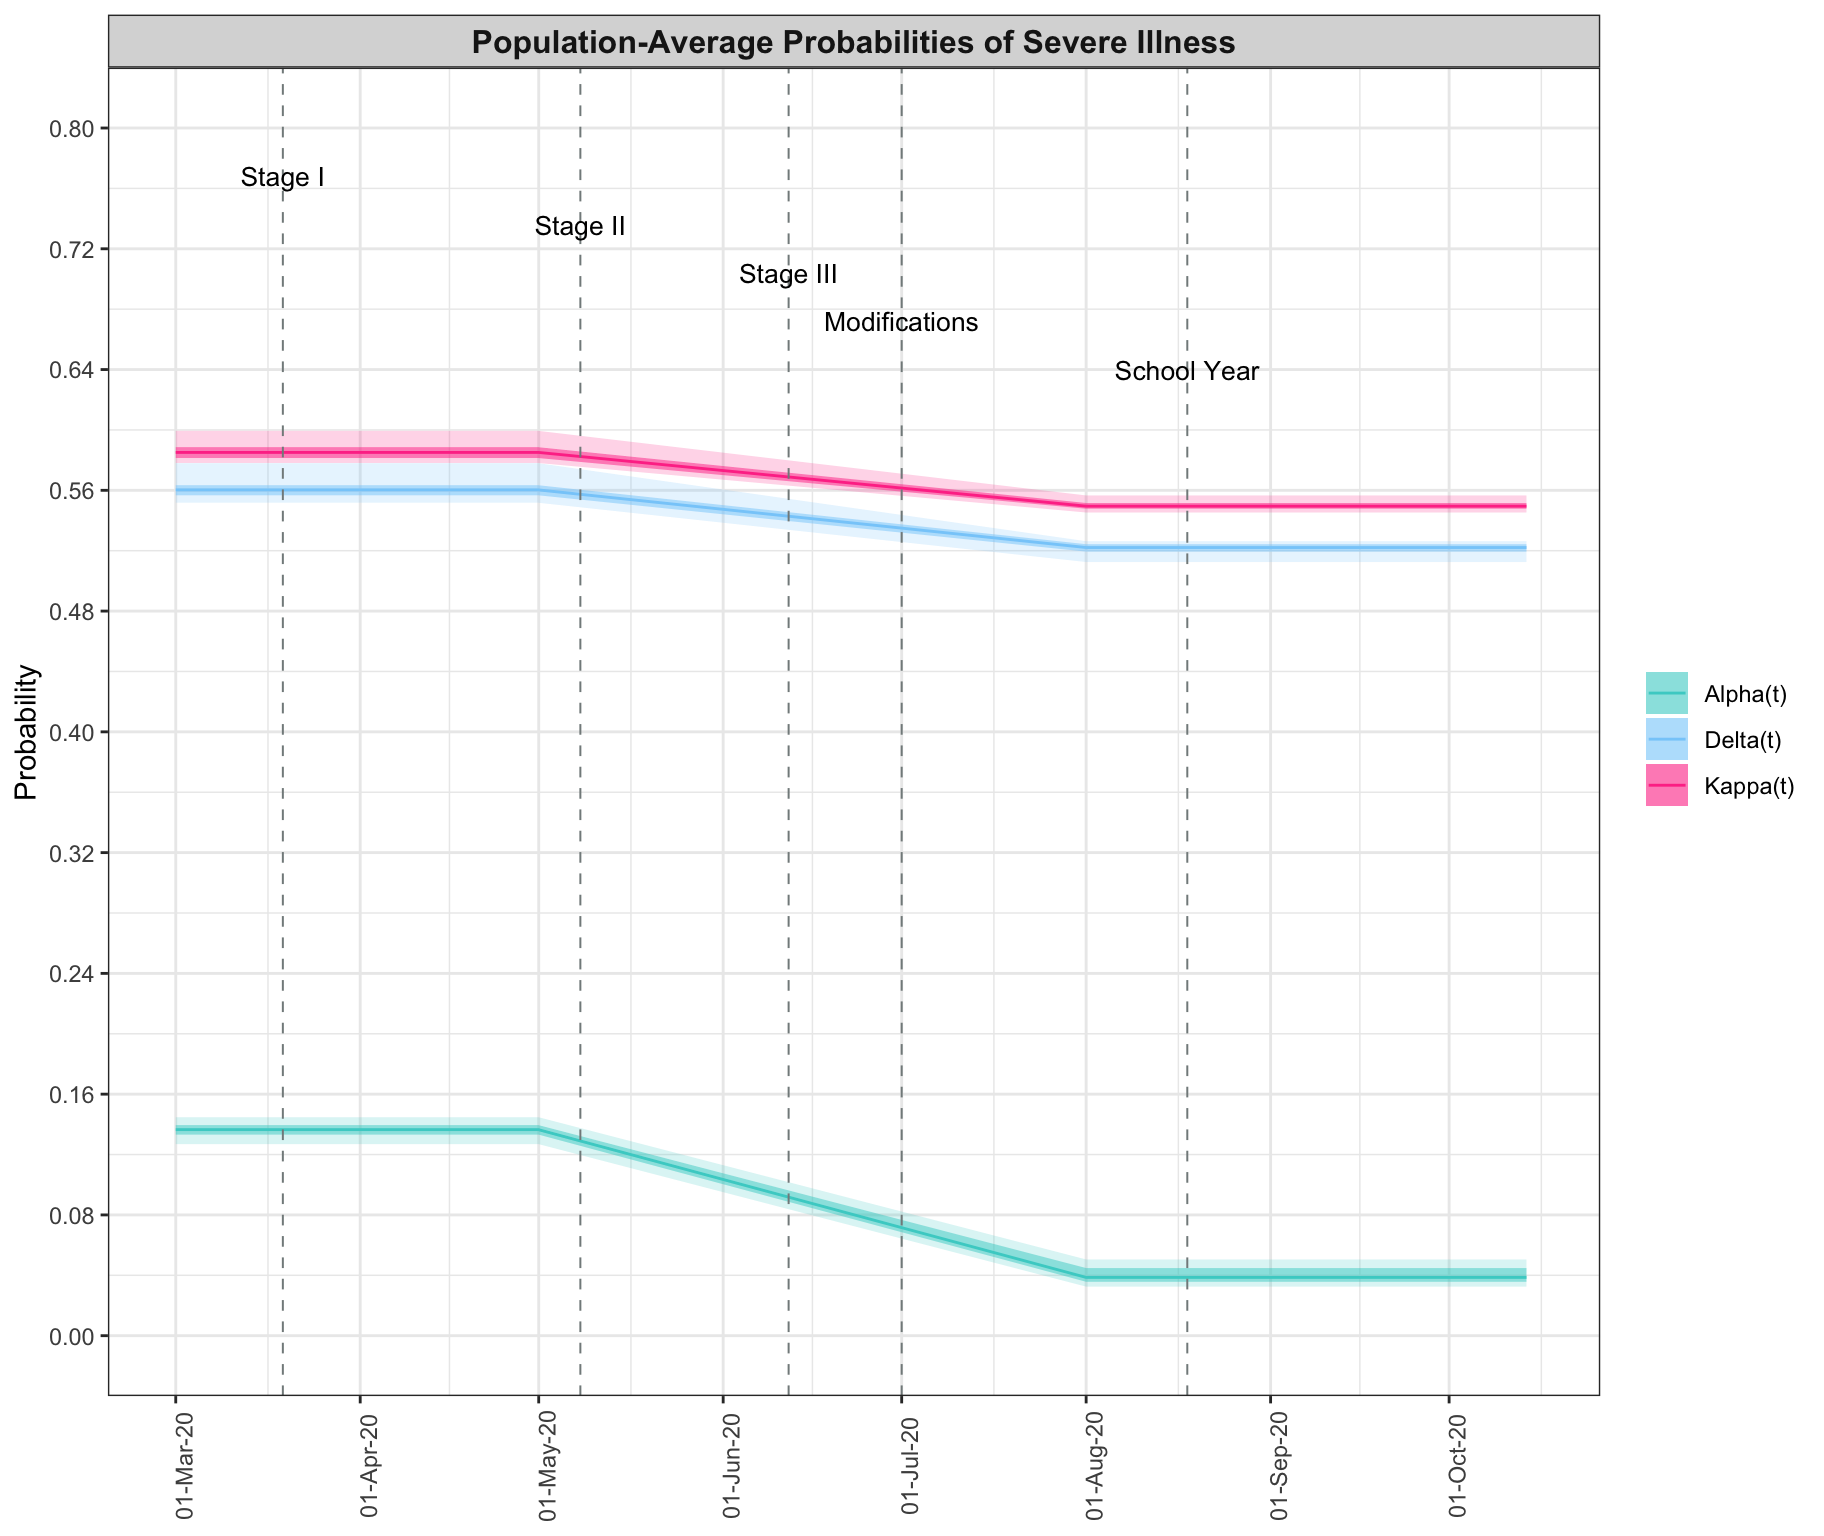 Population-Average Probabilities of Severe Illness
0.80
Stage I
Stage II
0.72
Stage III
Modifications
0.64
School Year
0.56
0.48
0.40
0.32
0.24
0.16
0.08
0.00
Probability
Alpha(t)
Delta(t)
Kappa(t)
01-Mar-20
01-Apr-20
01-May-20
01-Jun-20
01-Jul-20
01-Aug-20
01-Sep-20
01-Oct-20